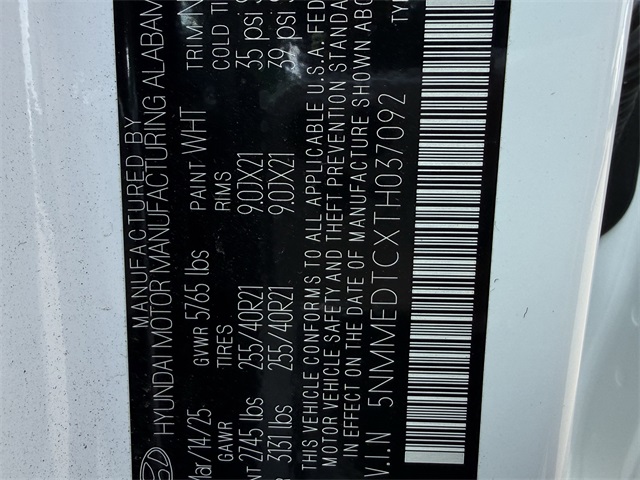 MANUFACTURED BY
HYUNDAI MOTOR MANUFACTURING ALABAMA
Mar/14/25 GVWR 5765 lbs PAINT WHT TRIM
GAWR TIRES RIMS COLD
2745 lbs 255/40R21 9.0JX21 35 psi
3131 lbs 255/40R21 9.0JX21 39 psi
THIS VEHICLE CONFORMS TO ALL APPLICABLE U.S.A. FED
MOTOR VEHICLE SAFETY AND THEFT PREVENTION STANDA
IN EFFECT ON THE DATE OF MANUFACTURE SHOWN ABOV
V.I.N 5NMMEDTCXTH037092 TY